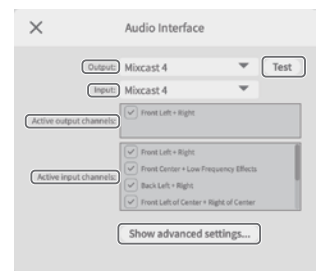 Audio Interface
Output: Mixcast 4 Test
Input: Mixcast 4
Active output channels: Front Left + Right
Front Left + Right
Front Center + Low Frequency Effects
Active input channels: Back Left + Right
Front Left of Center + Right of Center
Show advanced settings...